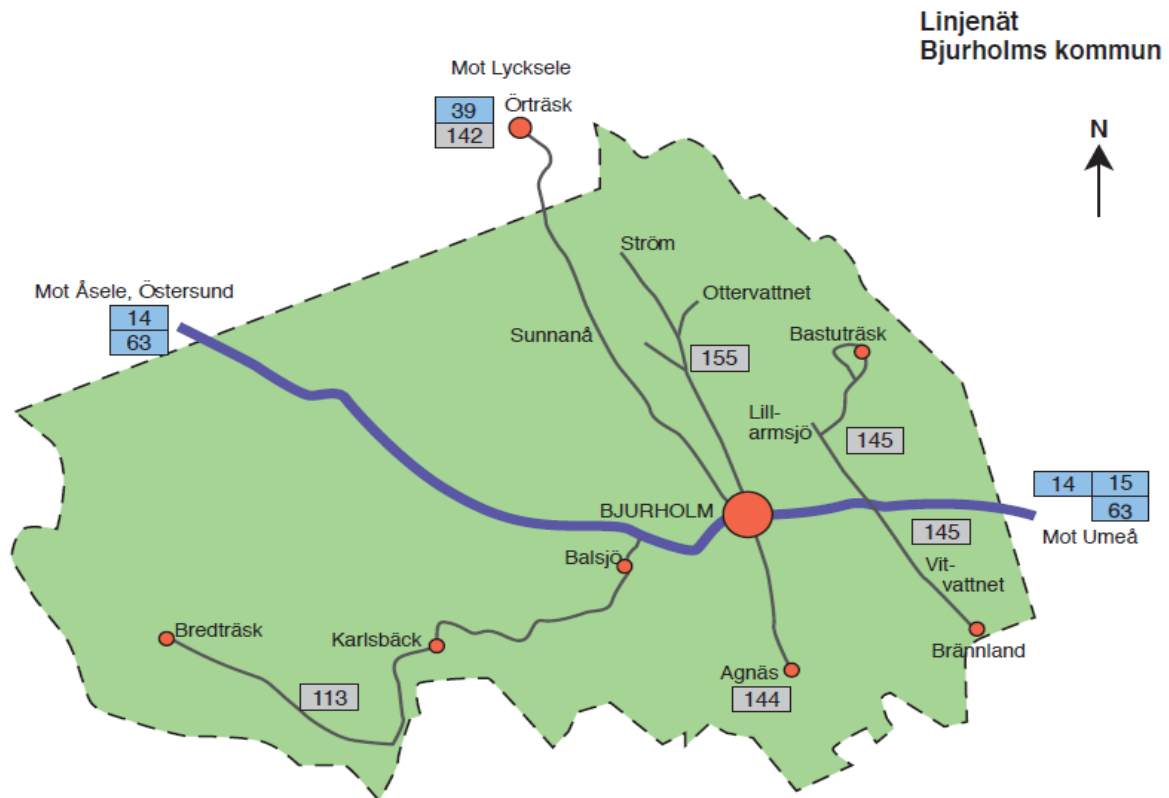 Linjenät
Bjurholms kommun
N
Mot Lycksele
39
142
Örträsk
Ström
Ottervattnet
Mot Åsele, Östersund
14
63
Sunnanå
155
Bastuträsk
Lill-
armsjö
145
BJURHOLM
14
15
63
Mot Umeå
145
Balsjö
Vit-
vattnet
Bredträsk
Karlsbäck
Brännland
Agnäs
144
113